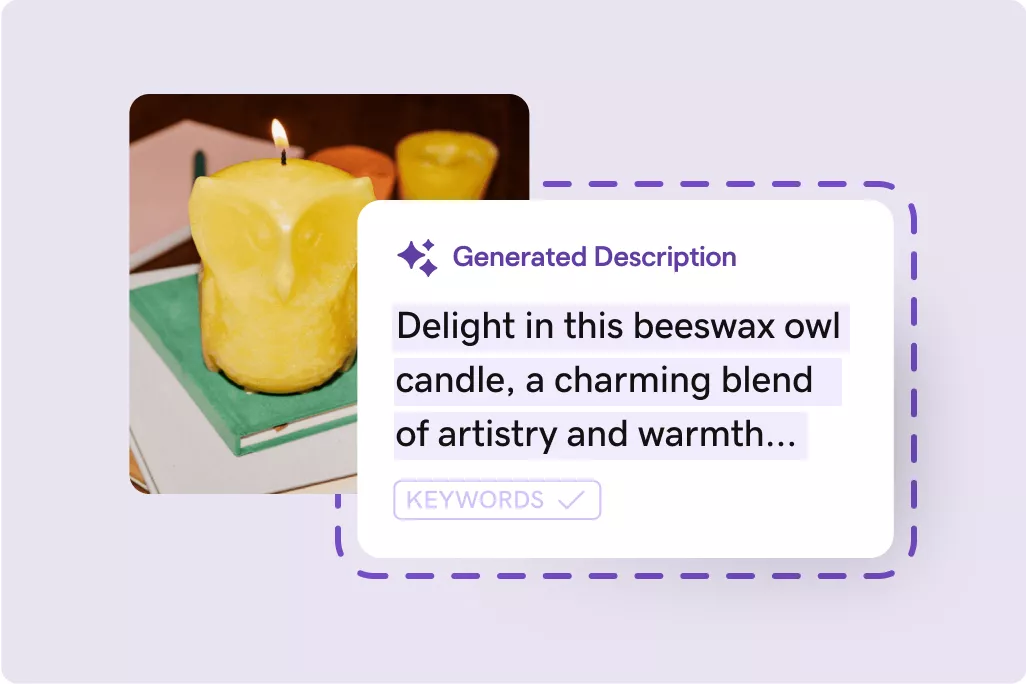 Generated Description
Delight in this beeswax owl
candle, a charming blend
of artistry and warmth...
KEYWORDS